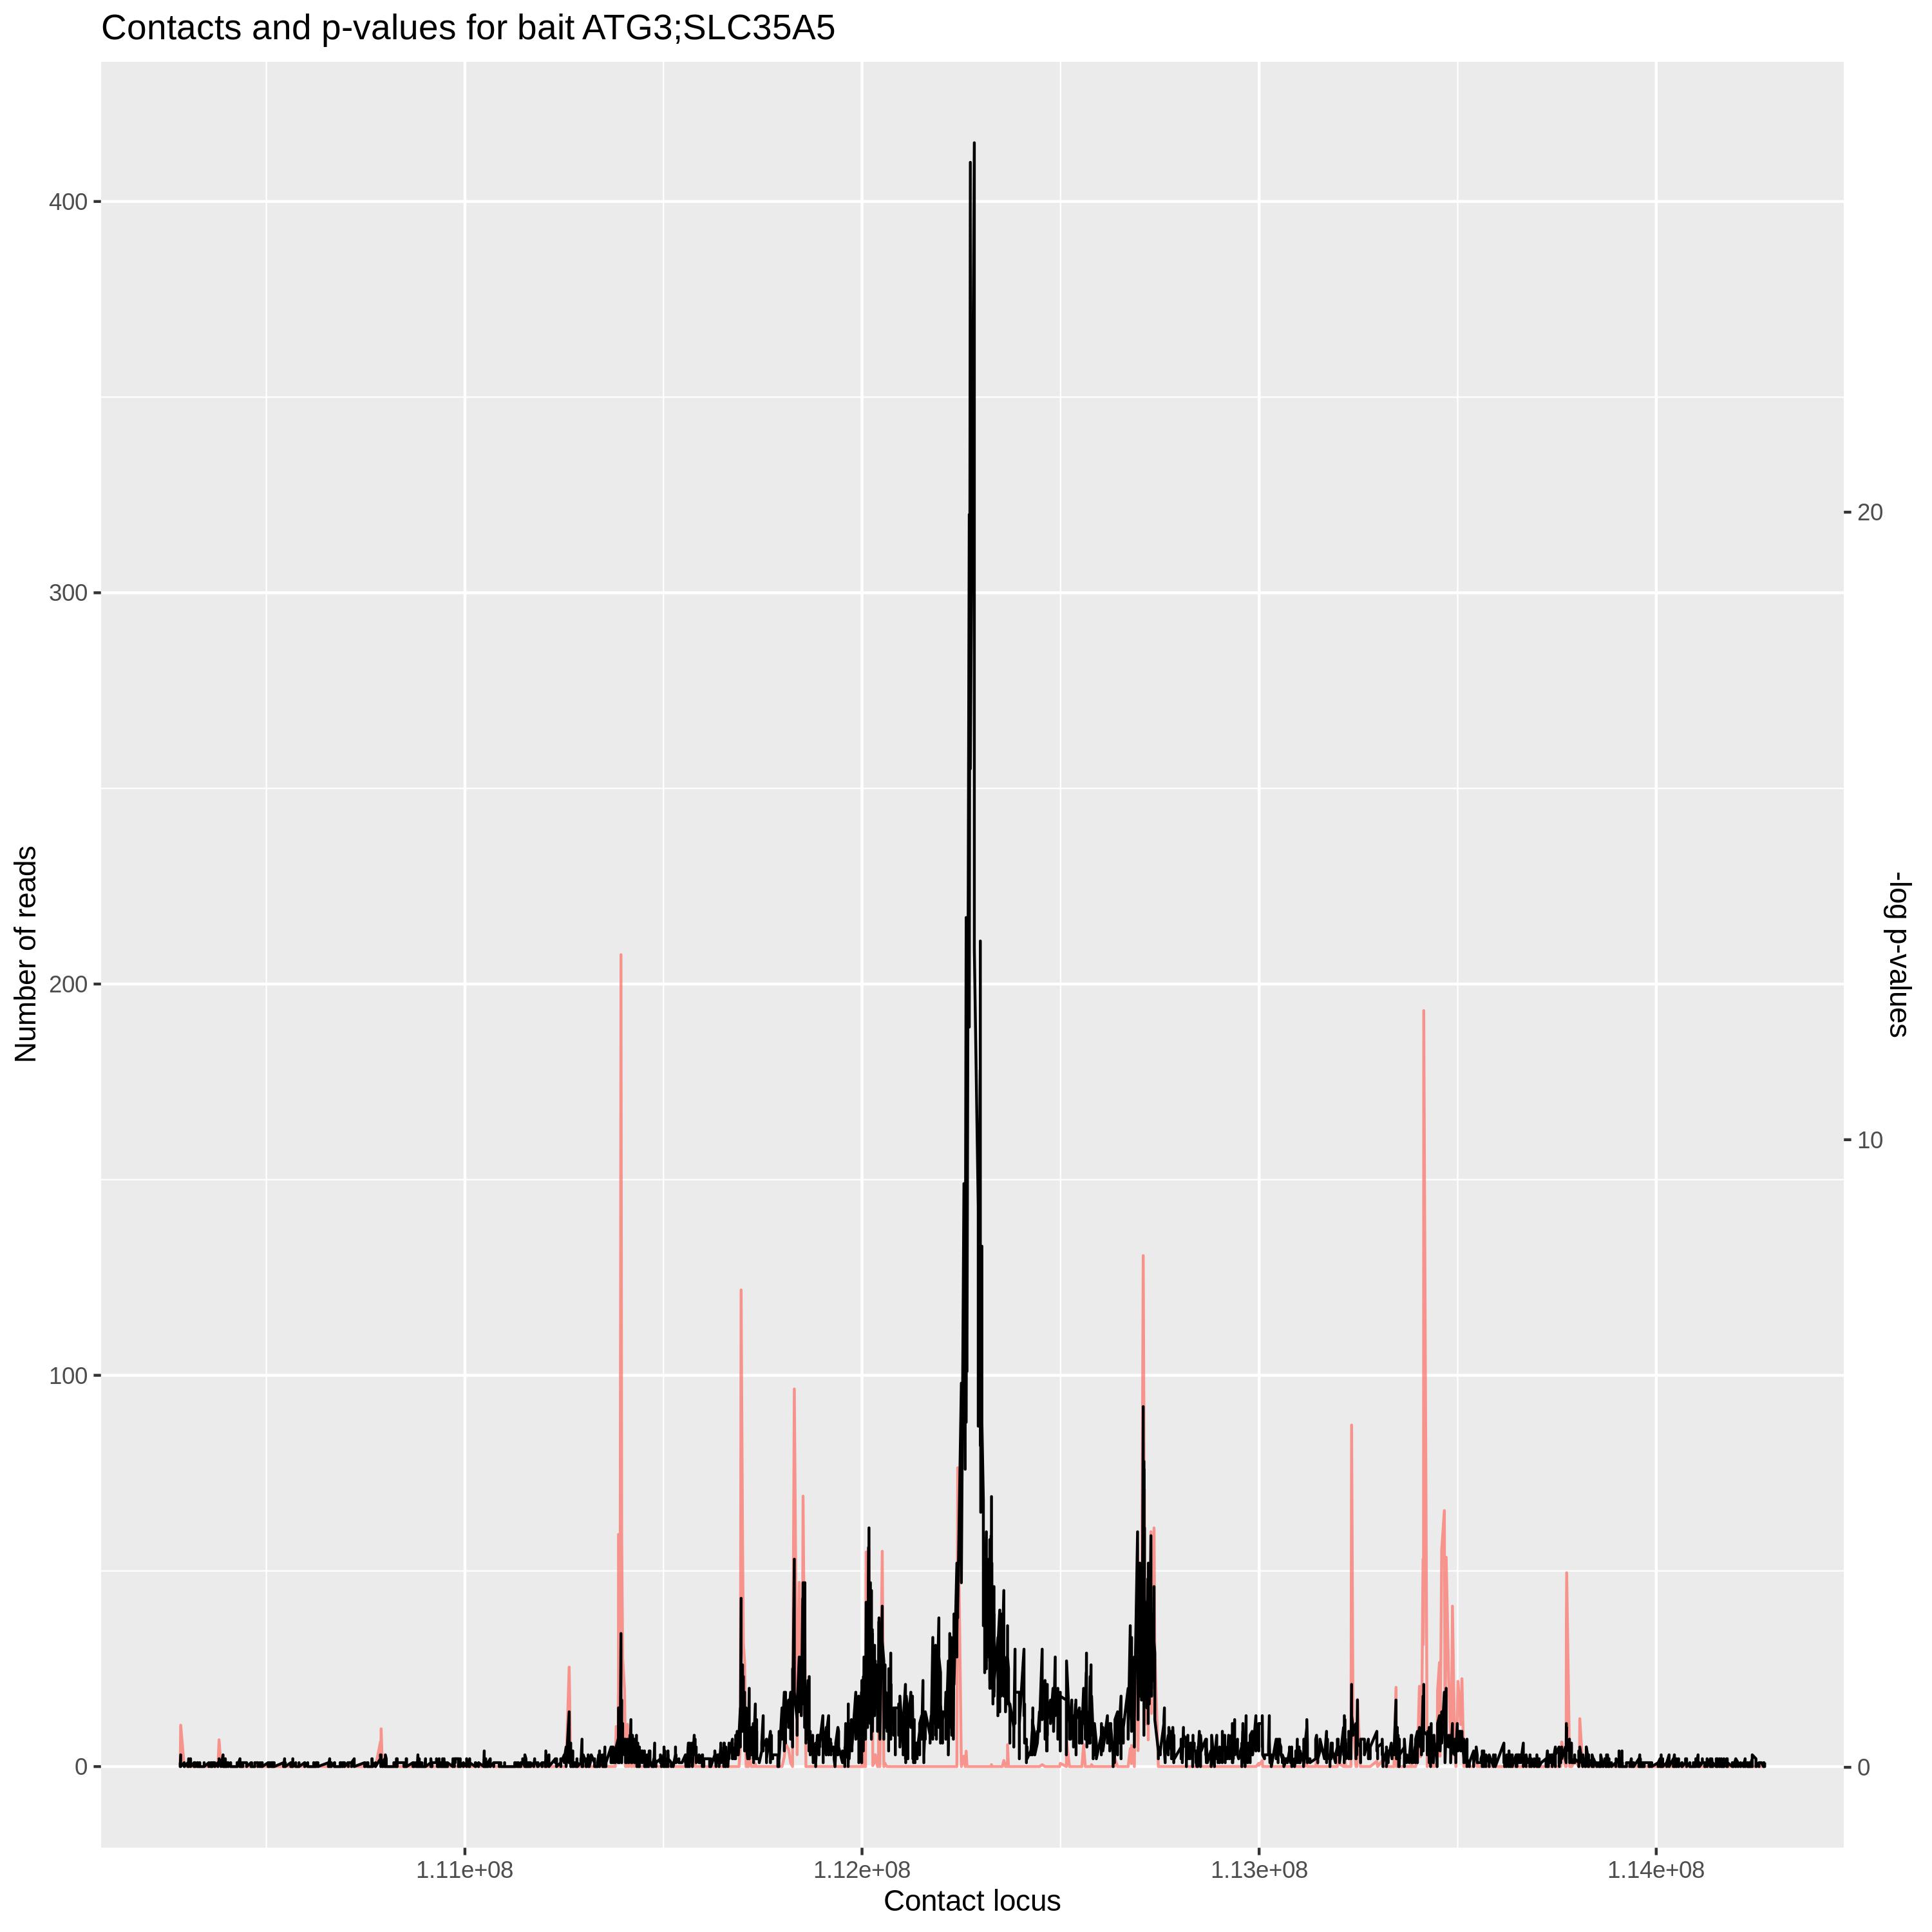 Contacts and p-values for bait ATG3;SLC35A5
400
300
200
100
0
Number of reads
20
10
0
-log p-values
1.11e+08
1.12e+08
1.13e+08
1.14e+08
Contact locus